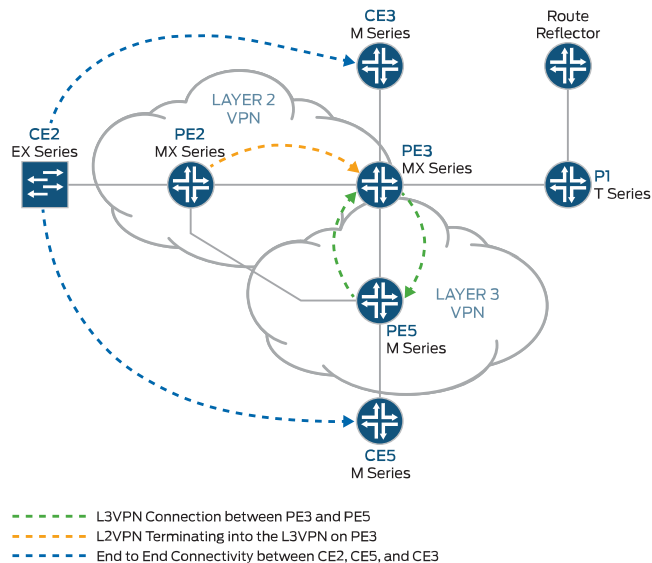 CE3
M Series
Route
Reflector
LAYER 2
VPN
CE2
EX Series
PE2
MX Series
PE3
MX Series
P1
T Series
LAYER 3
VPN
PE5
M Series
CE5
M Series
L3VPN Connection between PE3 and PE5
L2VPN Terminating into the L3VPN on PE3
End to End Connectivity between CE2, CE5, and CE3